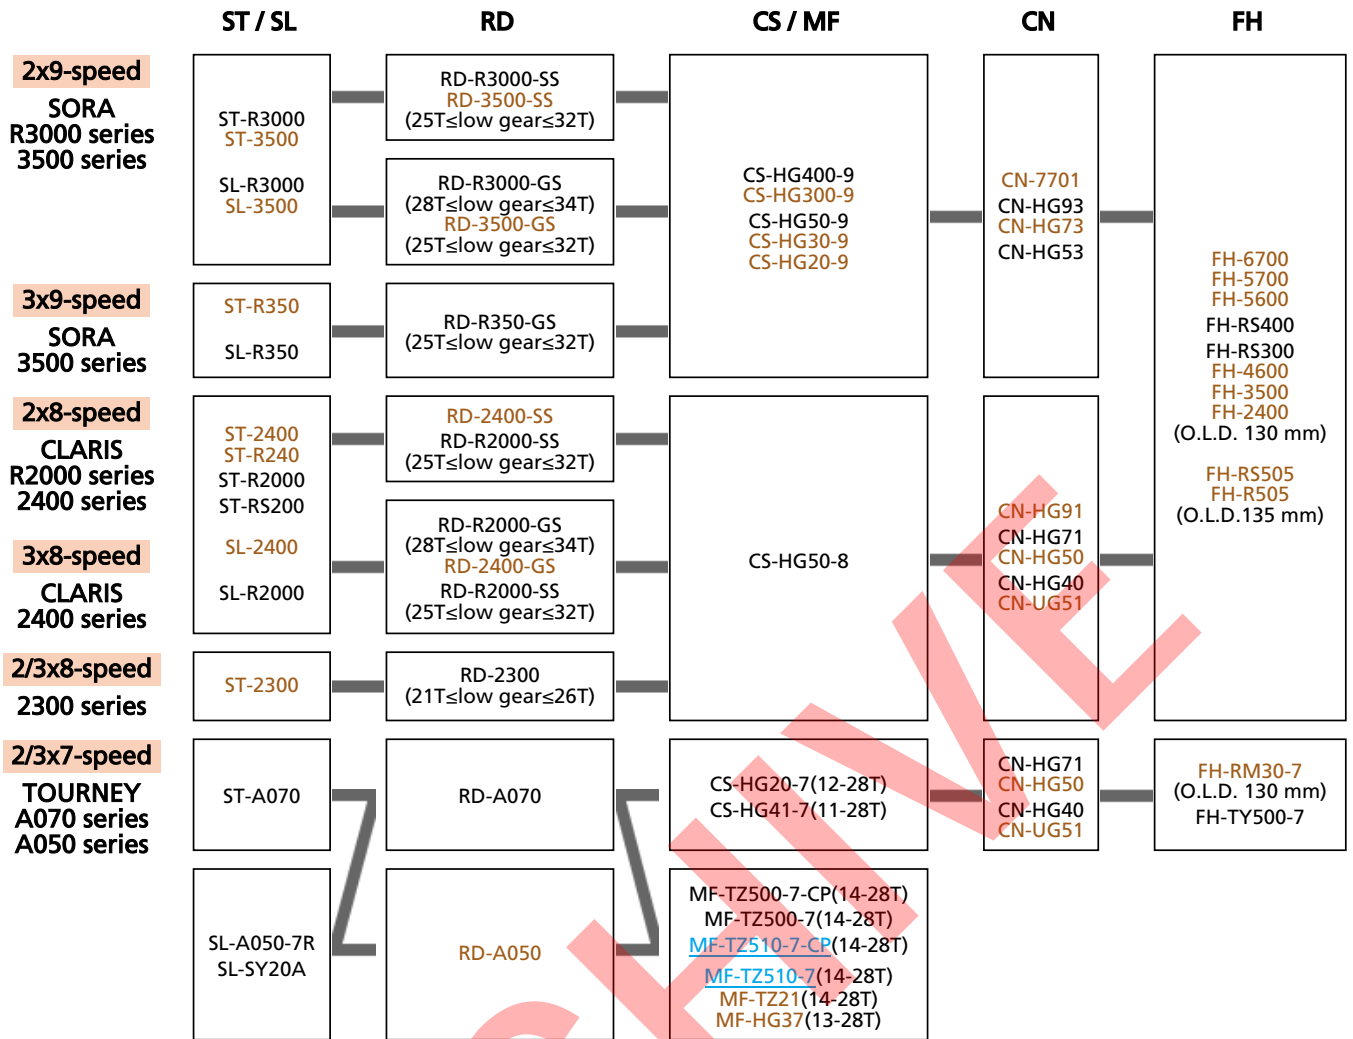 ST / SL
RD
CS / MF
CN
FH
2x9-speed
SORA
R3000 series
3500 series
ST-R3000
ST-3500
SL-R3000
SL-3500
RD-R3000-SS
RD-3500-SS
(25T≤low gear≤32T)
RD-R3000-GS
(28T≤low gear≤34T)
RD-3500-GS
(25T≤low gear≤32T)
CS-HG400-9
CS-HG300-9
CS-HG50-9
CS-HG30-9
CS-HG20-9
CN-7701
CN-HG93
CN-HG73
CN-HG53
FH-6700
FH-5700
FH-5600
FH-RS400
FH-RS300
FH-4600
FH-3500
FH-2400
(O.L.D. 130 mm)
FH-RS505
FH-R505
(O.L.D.135 mm)
3x9-speed
SORA
3500 series
ST-R350
SL-R350
RD-R350-GS
(25T≤low gear≤32T)
2x8-speed
CLARIS
R2000 series
2400 series
3x8-speed
CLARIS
2400 series
ST-2400
ST-R240
ST-R2000
ST-RS200
SL-2400
SL-R2000
RD-2400-SS
RD-R2000-SS
(25T≤low gear≤32T)
RD-R2000-GS
(28T≤low gear≤34T)
RD-2400-GS
RD-R2000-SS
(25T≤low gear≤32T)
CS-HG50-8
CN-HG91
CN-HG71
CN-HG50
CN-HG40
CN-UG51
2/3x8-speed
2300 series
ST-2300
RD-2300
(21T≤low gear≤26T)
2/3x7-speed
TOURNEY
A070 series
A050 series
ST-A070
RD-A070
CS-HG20-7(12-28T)
CS-HG41-7(11-28T)
CN-HG71
CN-HG50
CN-HG40
CN-UG51
FH-RM30-7
(O.L.D. 130 mm)
FH-TY500-7
SL-A050-7R
SL-SY20A
RD-A050
MF-TZ500-7-CP(14-28T)
MF-TZ500-7(14-28T)
MF-TZ510-7-CP(14-28T)
MF-TZ510-7(14-28T)
MF-TZ21(14-28T)
MF-HG37(13-28T)
CHIVE